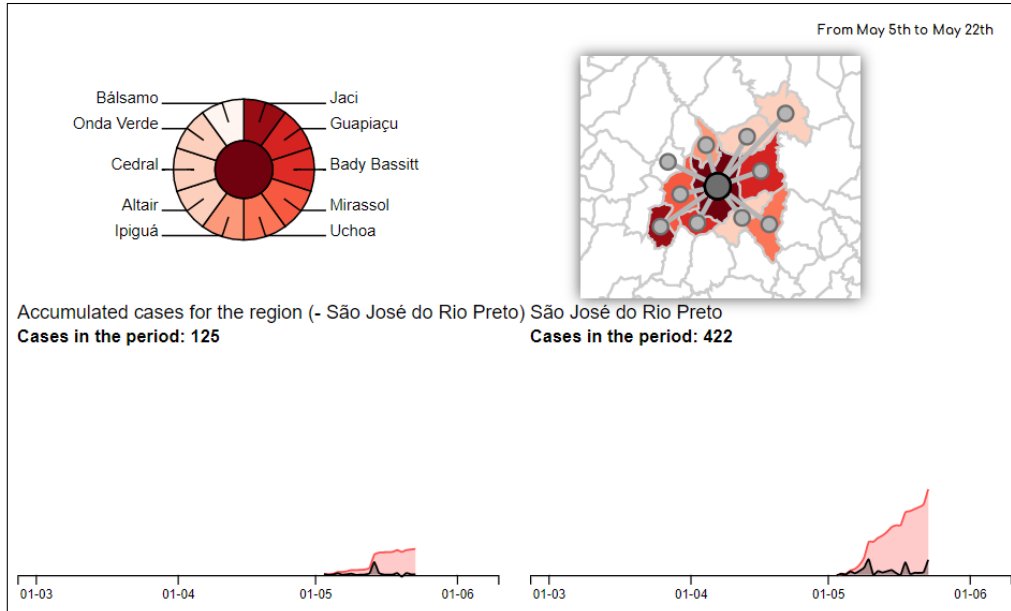 From May 5th to May 22th
Bálsamo
Jaci
Onda Verde
Guapiaçu
Cedral
Bady Bassitt
Altair
Mirassol
Ipiguá
Uchoa
Accumulated cases for the region (- São José do Rio Preto) São José do Rio Preto
Cases in the period: 125
Cases in the period: 422
01-03 01-04 01-05 01-06
01-03 01-04 01-05 01-06